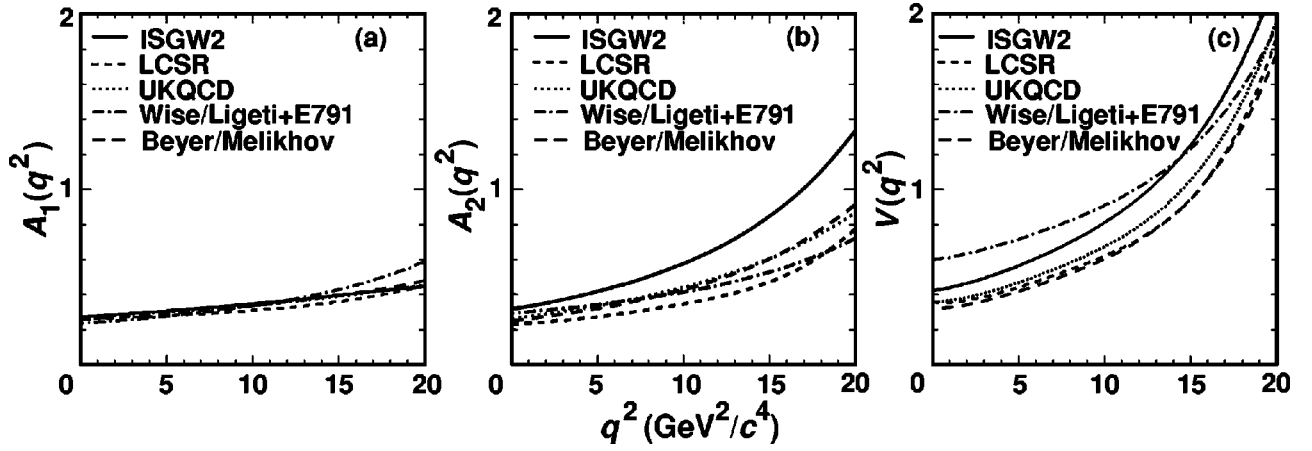 2
ISGW2
(a)
LCSR
UKQCD
Wise/Ligeti+E791
Beyer/Melikhov
A1(q2)
1
0
5
10
15
20
2
ISGW2
(b)
LCSR
UKQCD
Wise/Ligeti+E791
Beyer/Melikhov
A2(q2)
1
0
5
10
15
20
q2 (GeV2/c4)
2
ISGW2
(c)
LCSR
UKQCD
Wise/Ligeti+E791
Beyer/Melikhov
V(q2)
1
0
5
10
15
20